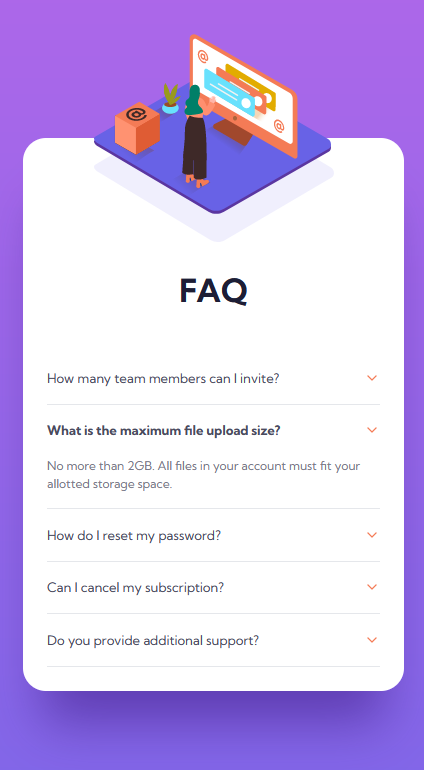 @
@
@
FAQ
How many team members can I invite?
What is the maximum file upload size?
No more than 2GB. All files in your account must fit your
allotted storage space.
How do I reset my password?
Can I cancel my subscription?
Do you provide additional support?